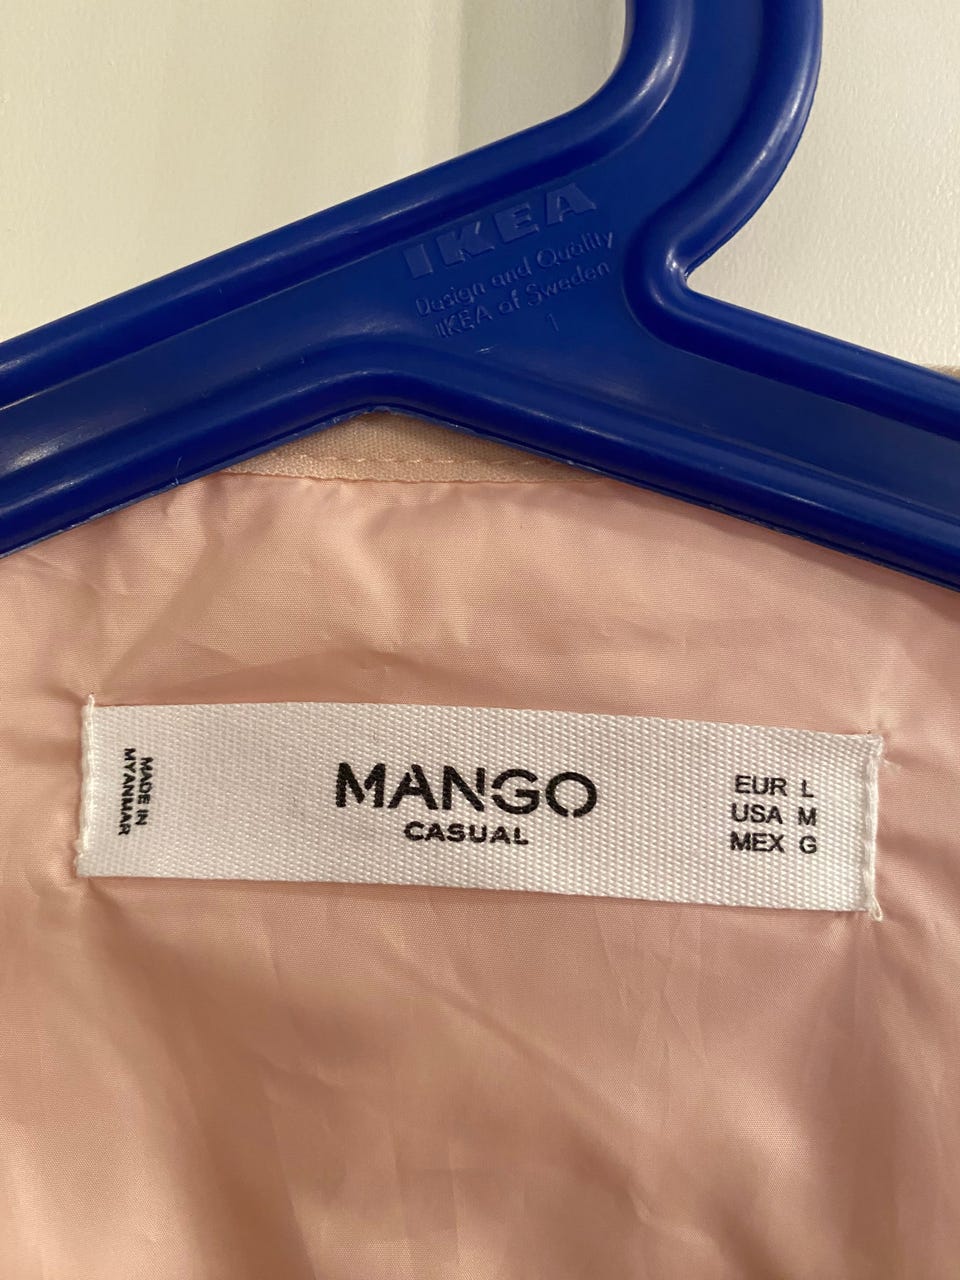 IKEA
Design and Quality
IKEA of Sweden
1
MADE IN
MYANMAR
MANGO
CASUAL
EUR L
USA M
MEX G